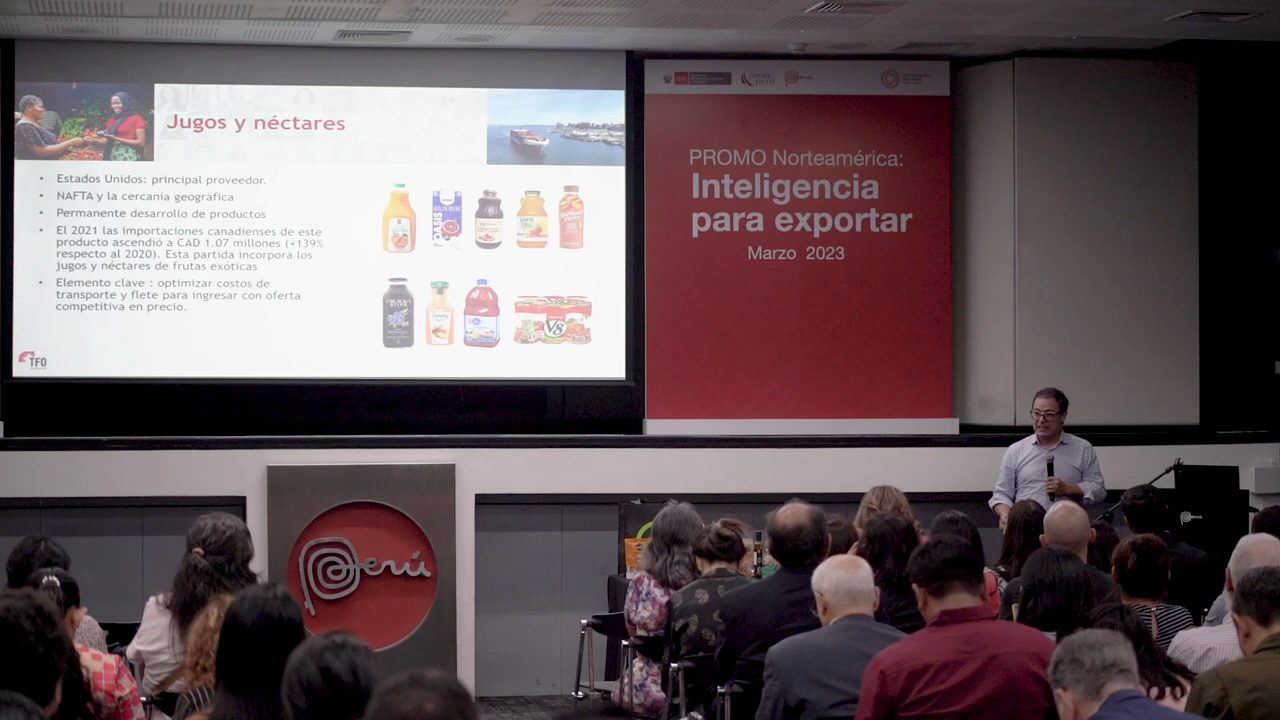 Jugos y néctares
• Estados Unidos: principal proveedor.
• NAFTA y la cercanía geográfica
• Permanente desarrollo de productos
• El 2021 las importaciones canadienses de este
producto ascendió a CAD 1.07 millones (+139%
respecto al 2020). Esta partida incorpora los
jugos y néctares de frutas exóticas
• Elemento clave : optimizar costos de
transporte y flete para ingresar con oferta
competitiva en precio.
OASIS
V8
TFO
PROMO Norteamérica:
Inteligencia
para exportar
Marzo 2023
Perú